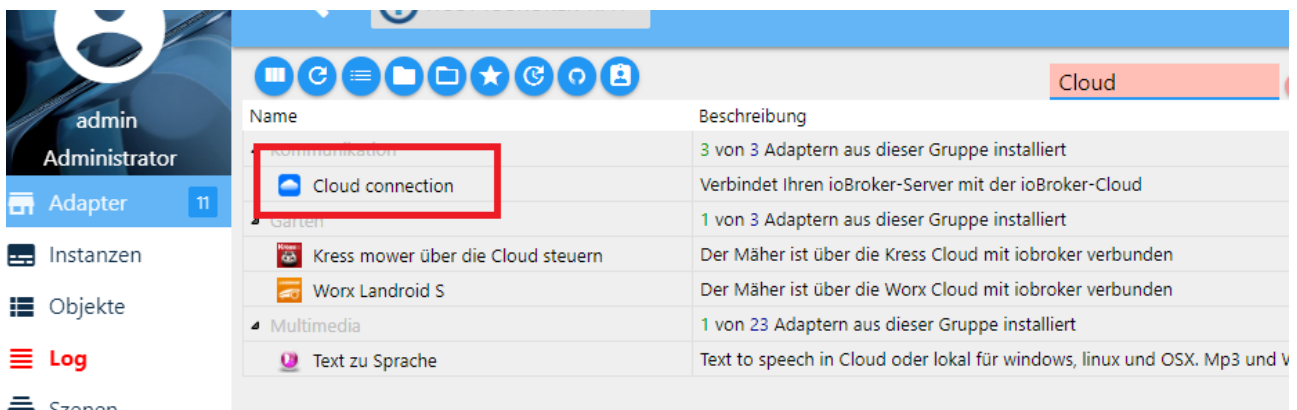 Cloud
admin
Administrator
Name Beschreibung
Kommunikation 3 von 3 Adaptern aus dieser Gruppe installiert
Cloud connection Verbindet Ihren ioBroker-Server mit der ioBroker-Cloud
Adapter 11
Garten 1 von 3 Adaptern aus dieser Gruppe installiert
Instanzen
Kress mower über die Cloud steuern Der Mäher ist über die Kress Cloud mit iobroker verbunden
Worx Landroid S Der Mäher ist über die Worx Cloud mit iobroker verbunden
Objekte
Multimedia 1 von 23 Adaptern aus dieser Gruppe installiert
Log
Text zu Sprache Text to speech in Cloud oder lokal für windows, linux und OSX. Mp3 und
Szenen